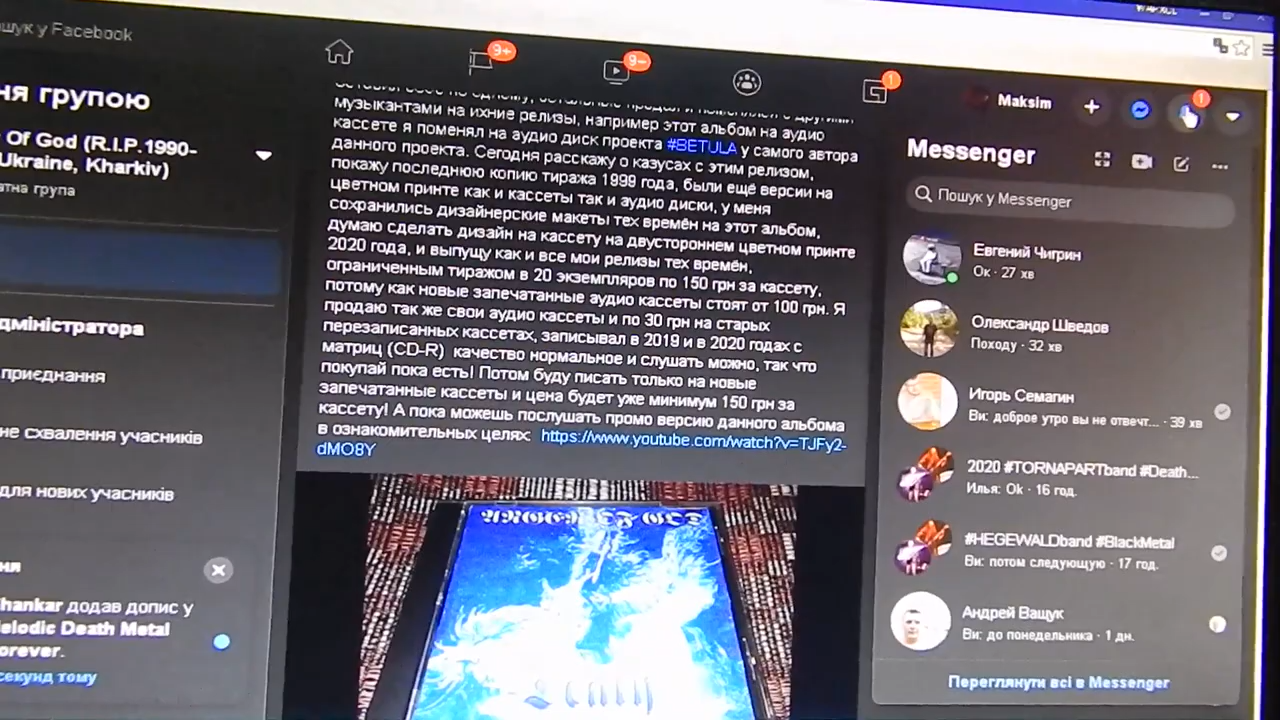 шук у Facebook
9+
9+
1
Maksim
1
ня групою
Of God (R.I.P.1990-
Ukraine, Kharkiv)
атна група
дміністратора
приєднання
не схвалення учасників
для нових учасників
ня
hankar додав допис у
elodic Death Metal
orever.
секунд тому
музыкантами на ихние релизы, например этот альбом на аудио
кассете я поменял на аудио диск проекта #BETULA у самого автора
данного проекта. Сегодня расскажу о казусах с этим релизом,
покажу последнюю копию тиража 1999 года, были ещё версии на
цветном принте как и кассеты так и аудио диски, у меня
сохранились дизайнерские макеты тех времён на этот альбом,
думаю сделать дизайн на кассету на двустороннем цветном принте
2020 года, и выпущу как и все мои релизы тех времён,
ограниченным тиражом в 20 экземпляров по 150 грн за кассету,
потому как новые запечатанные аудио кассеты стоят от 100 грн. Я
продаю так же свои аудио кассеты и по 30 грн на старых
перезаписанных кассетах, записывал в 2019 и в 2020 годах с
матриц (CD-R) качество нормальное и слушать можно, так что
покупай пока есть! Потом буду писать только на новые
запечатанные кассеты и цена будет уже минимум 150 грн за
кассету! А пока можешь послушать промо версию данного альбома
в ознакомительных целях: https://www.youtube.com/watch?v=TJFy2-
dMO8Y
Messenger
Пошук у Messenger
Евгений Чигрин
Ок · 27 хв
Олександр Шведов
Походу · 32 хв
Игорь Семагин
Ви: доброе утро вы не отвечт... · 39 хв
2020 #TORNAPARTband #Death...
Илья: Ok · 16 год.
#HEGEWALDband #BlackMetal
Ви: потом следующую · 17 год.
Андрей Ващук
Ви: до понедельника · 1 дн.
Переглянути всі в Messenger